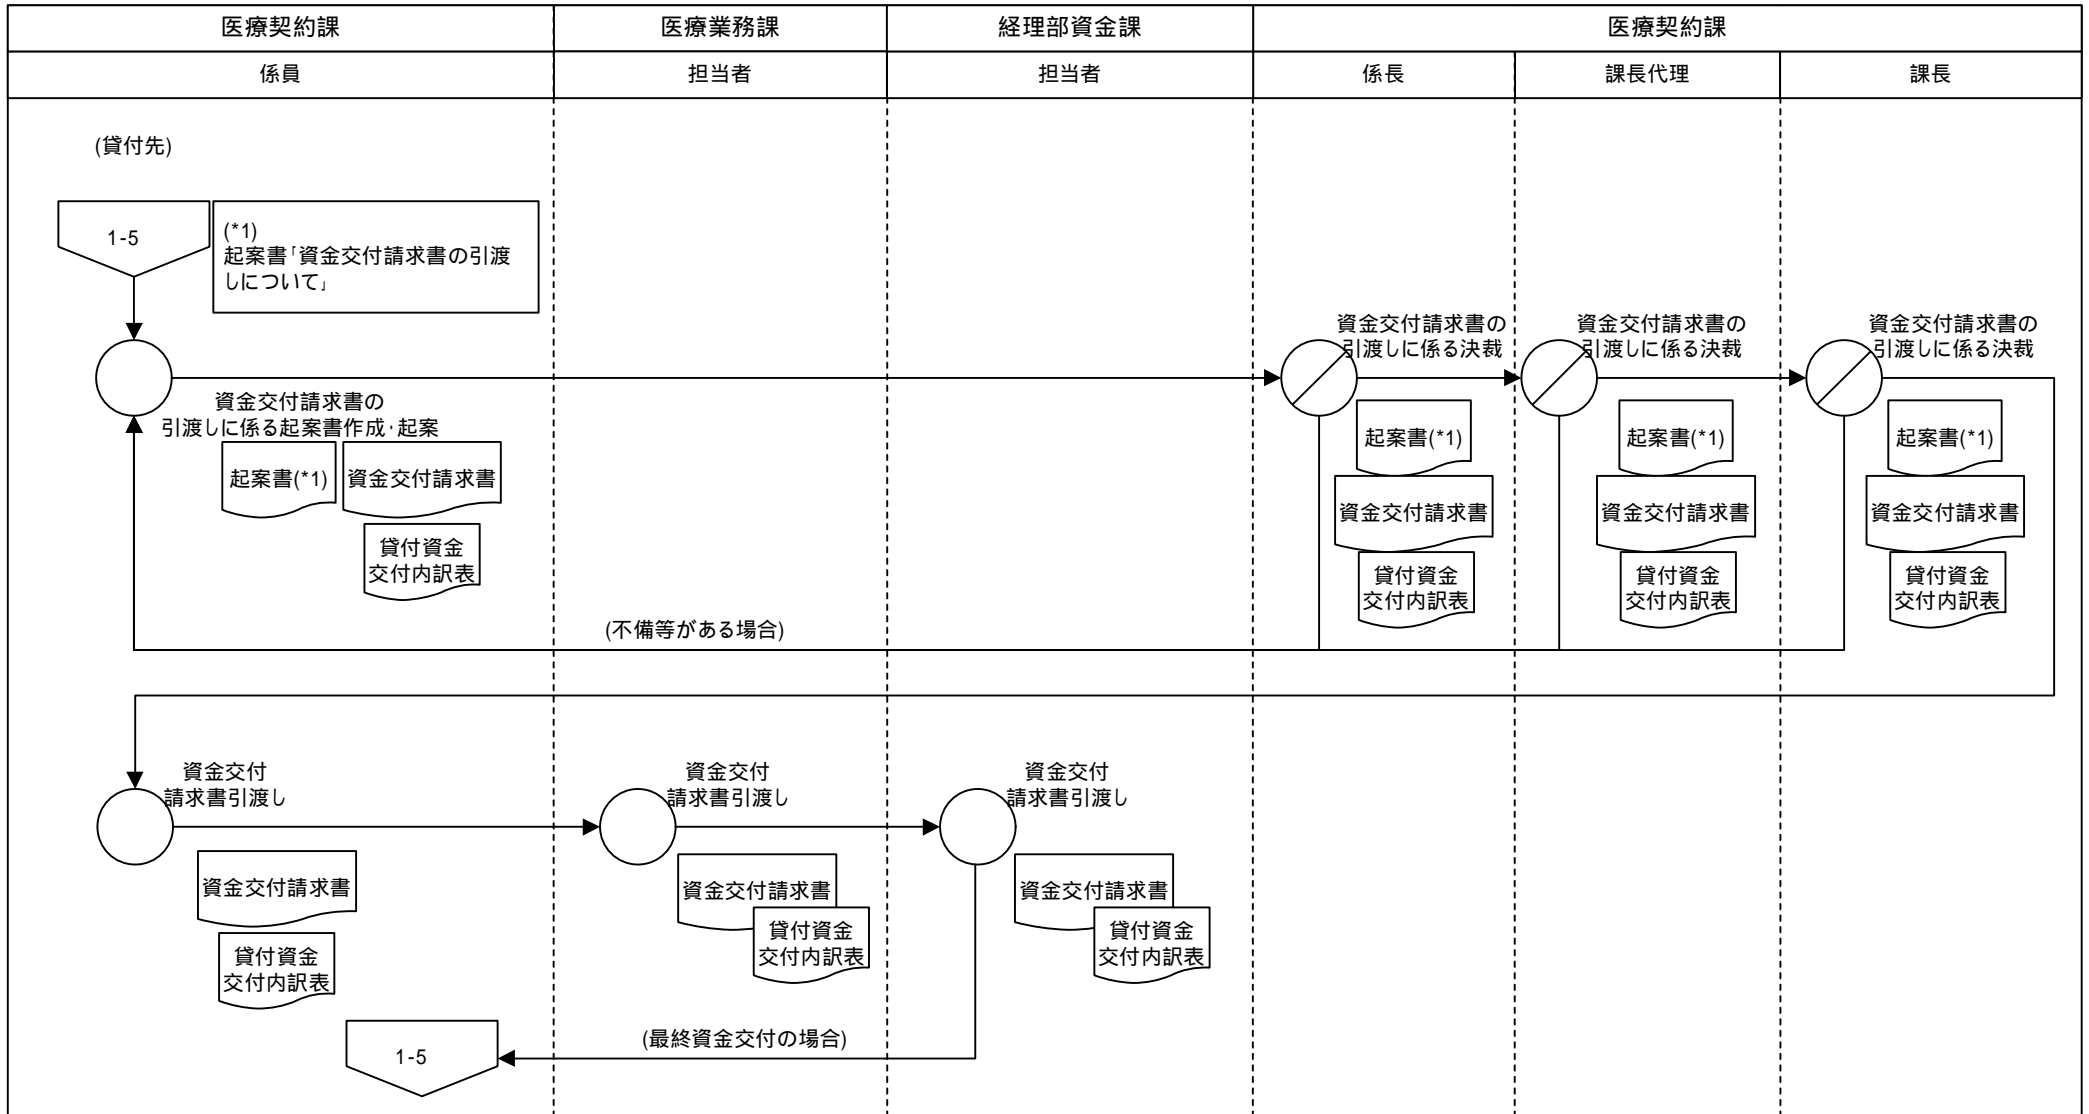 医療契約課
医療業務課
経理部資金課
医療契約課
係員
担当者
担当者
係長
課長代理
課長
(貸付先)
1-5
(*1)
起案書「資金交付請求書の引渡
しについて」
資金交付請求書の
引渡しに係る決裁
資金交付請求書の
引渡しに係る決裁
資金交付請求書の
引渡しに係る決裁
資金交付請求書の
引渡しに係る起案書作成・起案
起案書(*1)
資金交付請求書
貸付資金
交付内訳表
起案書(*1)
資金交付請求書
貸付資金
交付内訳表
起案書(*1)
資金交付請求書
貸付資金
交付内訳表
起案書(*1)
資金交付請求書
貸付資金
交付内訳表
(不備等がある場合)
資金交付
請求書引渡し
資金交付
請求書引渡し
資金交付
請求書引渡し
資金交付請求書
貸付資金
交付内訳表
資金交付請求書
貸付資金
交付内訳表
資金交付請求書
貸付資金
交付内訳表
(最終資金交付の場合)
1-5